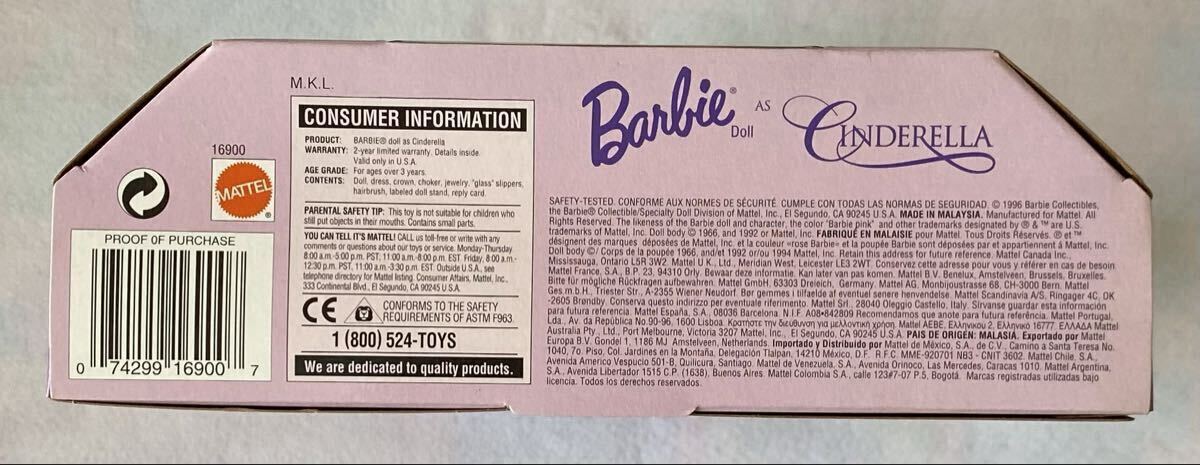 M.K.L.
16900
MATTEL
®
PROOF OF PURCHASE
0 74299 16900 7
CONSUMER INFORMATION
PRODUCT: BARBIE® doll as Cinderella
WARRANTY: 2-year limited warranty. Details inside.
Valid only in U.S.A.
AGE GRADE: For ages over 3 years.
CONTENTS: Doll, dress, crown, choker, jewelry, "glass" slippers,
hairbrush, labeled doll stand, reply card.
PARENTAL SAFETY TIP: This toy is not suitable for children who
still put objects in their mouths. Contains small parts.
YOU CAN TELL IT'S MATTEL! CALL us toll-free or write with any
comments or questions about our toys or service. Monday-Thursday
8:00 a.m.-5:00 p.m. PST; 11:00 a.m.-8:00 p.m. EST. Friday, 8:00 a.m.-
12:30 p.m. PST, 11:00 a.m.-3:30 p.m. EST. Outside U.S.A., see
telephone directory for Mattel listing. Consumer Affairs, Mattel, Inc.,
333 Continental Blvd., El Segundo, CA 90245 U.S.A.
CE CONFORMS TO THE SAFETY
REQUIREMENTS OF ASTM F963.
1 (800) 524-TOYS
We are dedicated to quality products.
Barbie® Doll AS CINDERELLA
SAFETY-TESTED. CONFORME AUX NORMES DE SÉCURITÉ. CUMPLE CON TODAS LAS NORMAS DE SEGURIDAD. © 1996 Barbie Collectibles,
the Barbie® Collectible/Specialty Doll Division of Mattel, Inc., El Segundo, CA 90245 U.S.A. MADE IN MALAYSIA. Manufactured for Mattel. All
Rights Reserved. The likeness of the Barbie doll and character, the color "Barbie pink" and other trademarks designated by ® & ™ are U.S.
trademarks of Mattel, Inc. Doll body © 1966, and 1992 or Mattel, Inc. FABRIQUÉ EN MALAISIE pour Mattel. Tous Droits Réservés. ® et ™
désignent des marques déposées de Mattel, Inc. et la couleur «rose Barbie» et la poupée Barbie sont déposées par et appartiennent à Mattel, Inc.
Doll body ©/ Corps de la poupée 1966, and/et 1992 or/ou 1994 Mattel, Inc. Retain this address for future reference. Mattel Canada Inc.,
Mississauga, Ontario L5R 3W2. Mattel U.K., Ltd., Meridian West, Leicester LE3 2WT. Conservez cette adresse pour vous y référer en cas de besoin.
Mattel France, S.A., B.P. 23, 94310 Orly. Bewaar deze informatie. Kan later van pas komen. Mattel B.V. Benelux, Amstelveen, Brussels, Bruxelles.
Bitte für mögliche Rückfragen aufbewahren. Mattel GmbH, 63303 Dreieich, Germany. Mattel AG, Monbijoustrasse 68, CH-3000 Bern. Mattel
Ges.m.b.H., Triester Str., A-2355 Wiener Neudorf. Bør gemmes i tilfælde af eventuel senere henvendelse. Mattel Scandinavia A/S, Ringager 4C, DK
-2605 Brøndby. Conserva questo indirizzo per eventuale riferimento. Mattel Srl., 28040 Oleggio Castello, Italy. Sírvanse guardar esta información
para futura referencia. Mattel España, S.A., 08036 Barcelona. N.I.F. A08-842809 Recomendamos que anote para futura referência. Mattel Portugal,
Lda., Av. da República No.90-96, 1600 Lisboa. Κρατήστε την διεύθυνση για μελλοντική χρήση. Mattel AEBE, Ελληνικου 2, Ελληνικο 16777, ΕΛΛΑΔΑ Mattel
Australia Pty., Ltd., Port Melbourne, Victoria 3207 Mattel, Inc., El Segundo, CA 90245 U.S.A. PAIS DE ORIGEN: MALASIA. Exportado por Mattel
Europa B.V. Gondel 1, 1186 MJ Amstelveen, Netherlands. Importado y Distribuido por Mattel de México, S.A., de C.V., Camino a Santa Teresa No.
1040, 7o Piso, Col. Jardines en la Montaña, Delegación Tlalpan, 14210 México, D.F. R.F.C. MME-920701 NB3 - CNIT 3602. Mattel Chile, S.A.,
Avenida Americo Vespucio 501-B, Quilicura, Santiago. Mattel de Venezuela, S.A., Avenida Orinoco, Las Mercedes, Caracas 1010. Mattel Argentina,
S.A., Avenida Libertador 1515 C.P. (1638), Buenos Aires. Mattel Colombia S.A., calle 123#7-07 P.5, Bogotá. Marcas registradas utilizadas bajo
licencia. Todos los derechos reservados.